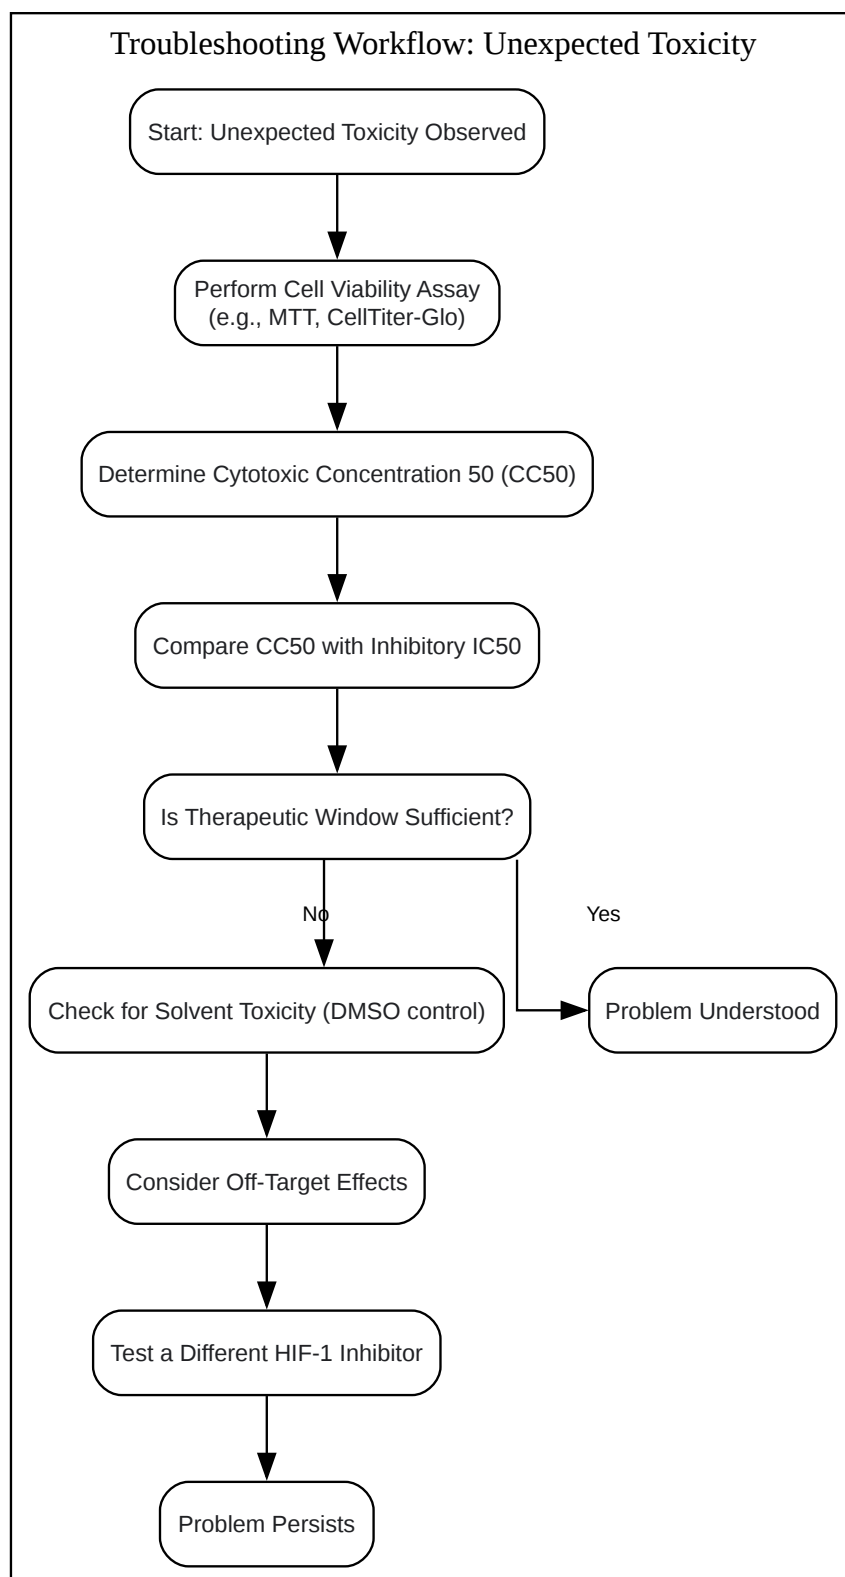 Troubleshooting Workflow: Unexpected Toxicity
Start: Unexpected Toxicity Observed
Perform Cell Viability Assay
(e.g., MTT, CellTiter-Glo)
Determine Cytotoxic Concentration 50 (CC50)
Compare CC50 with Inhibitory IC50
Is Therapeutic Window Sufficient?
No
Yes
Check for Solvent Toxicity (DMSO control)
Problem Understood
Consider Off-Target Effects
Test a Different HIF-1 Inhibitor
Problem Persists